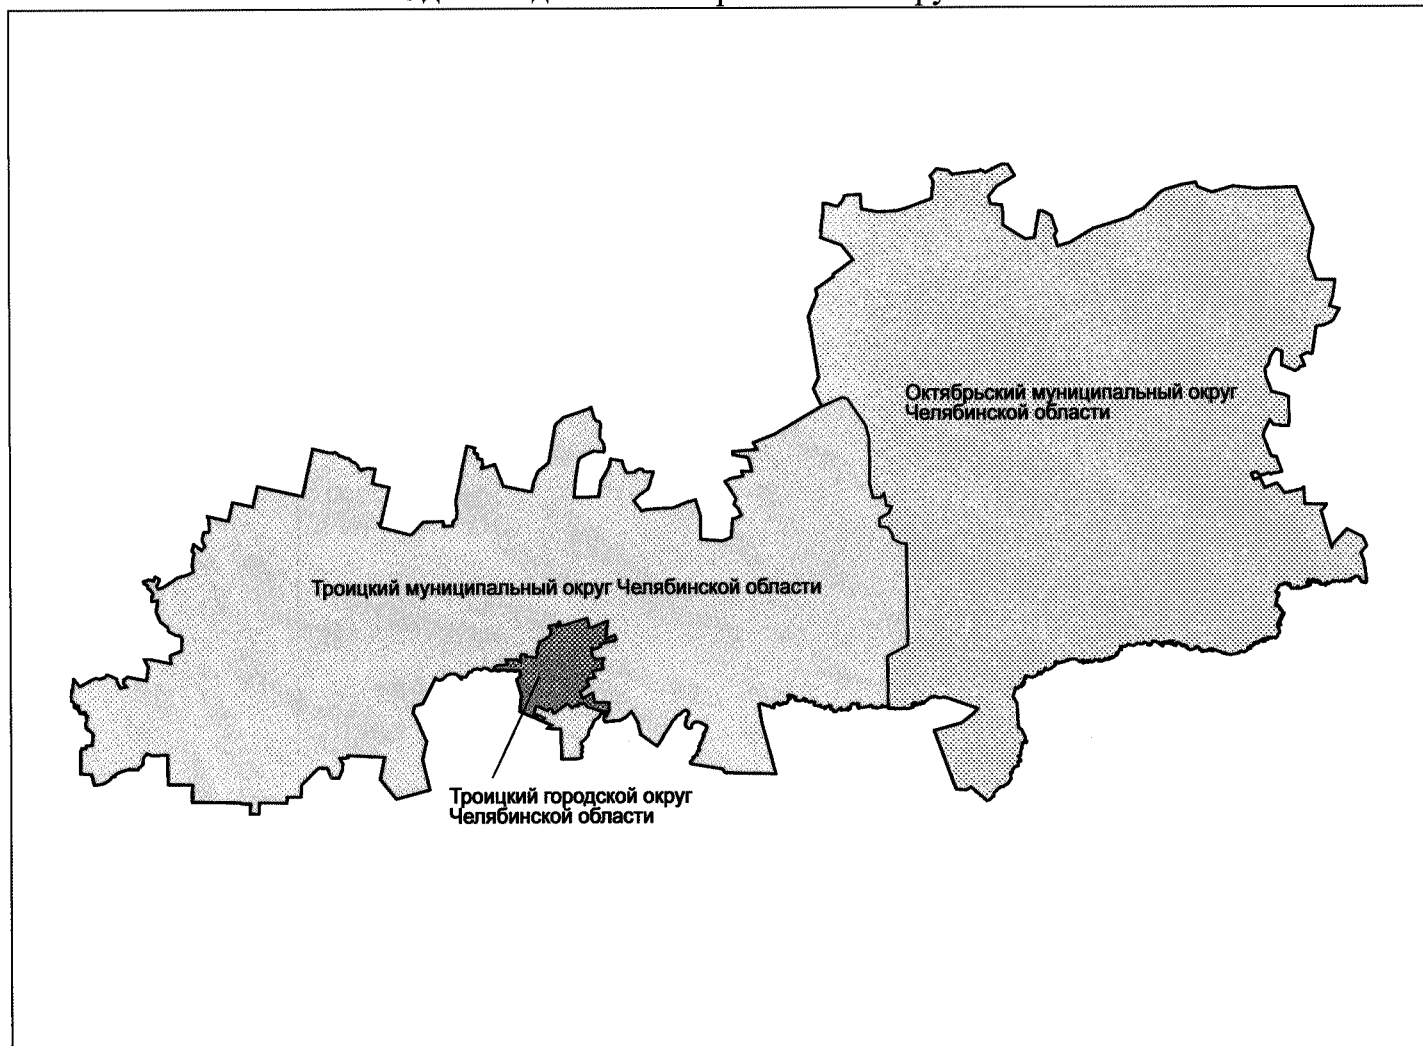 Октябрьский муниципальный округ
Челябинской области
Троицкий муниципальный округ Челябинской области
Троицкий городской округ
Челябинской области